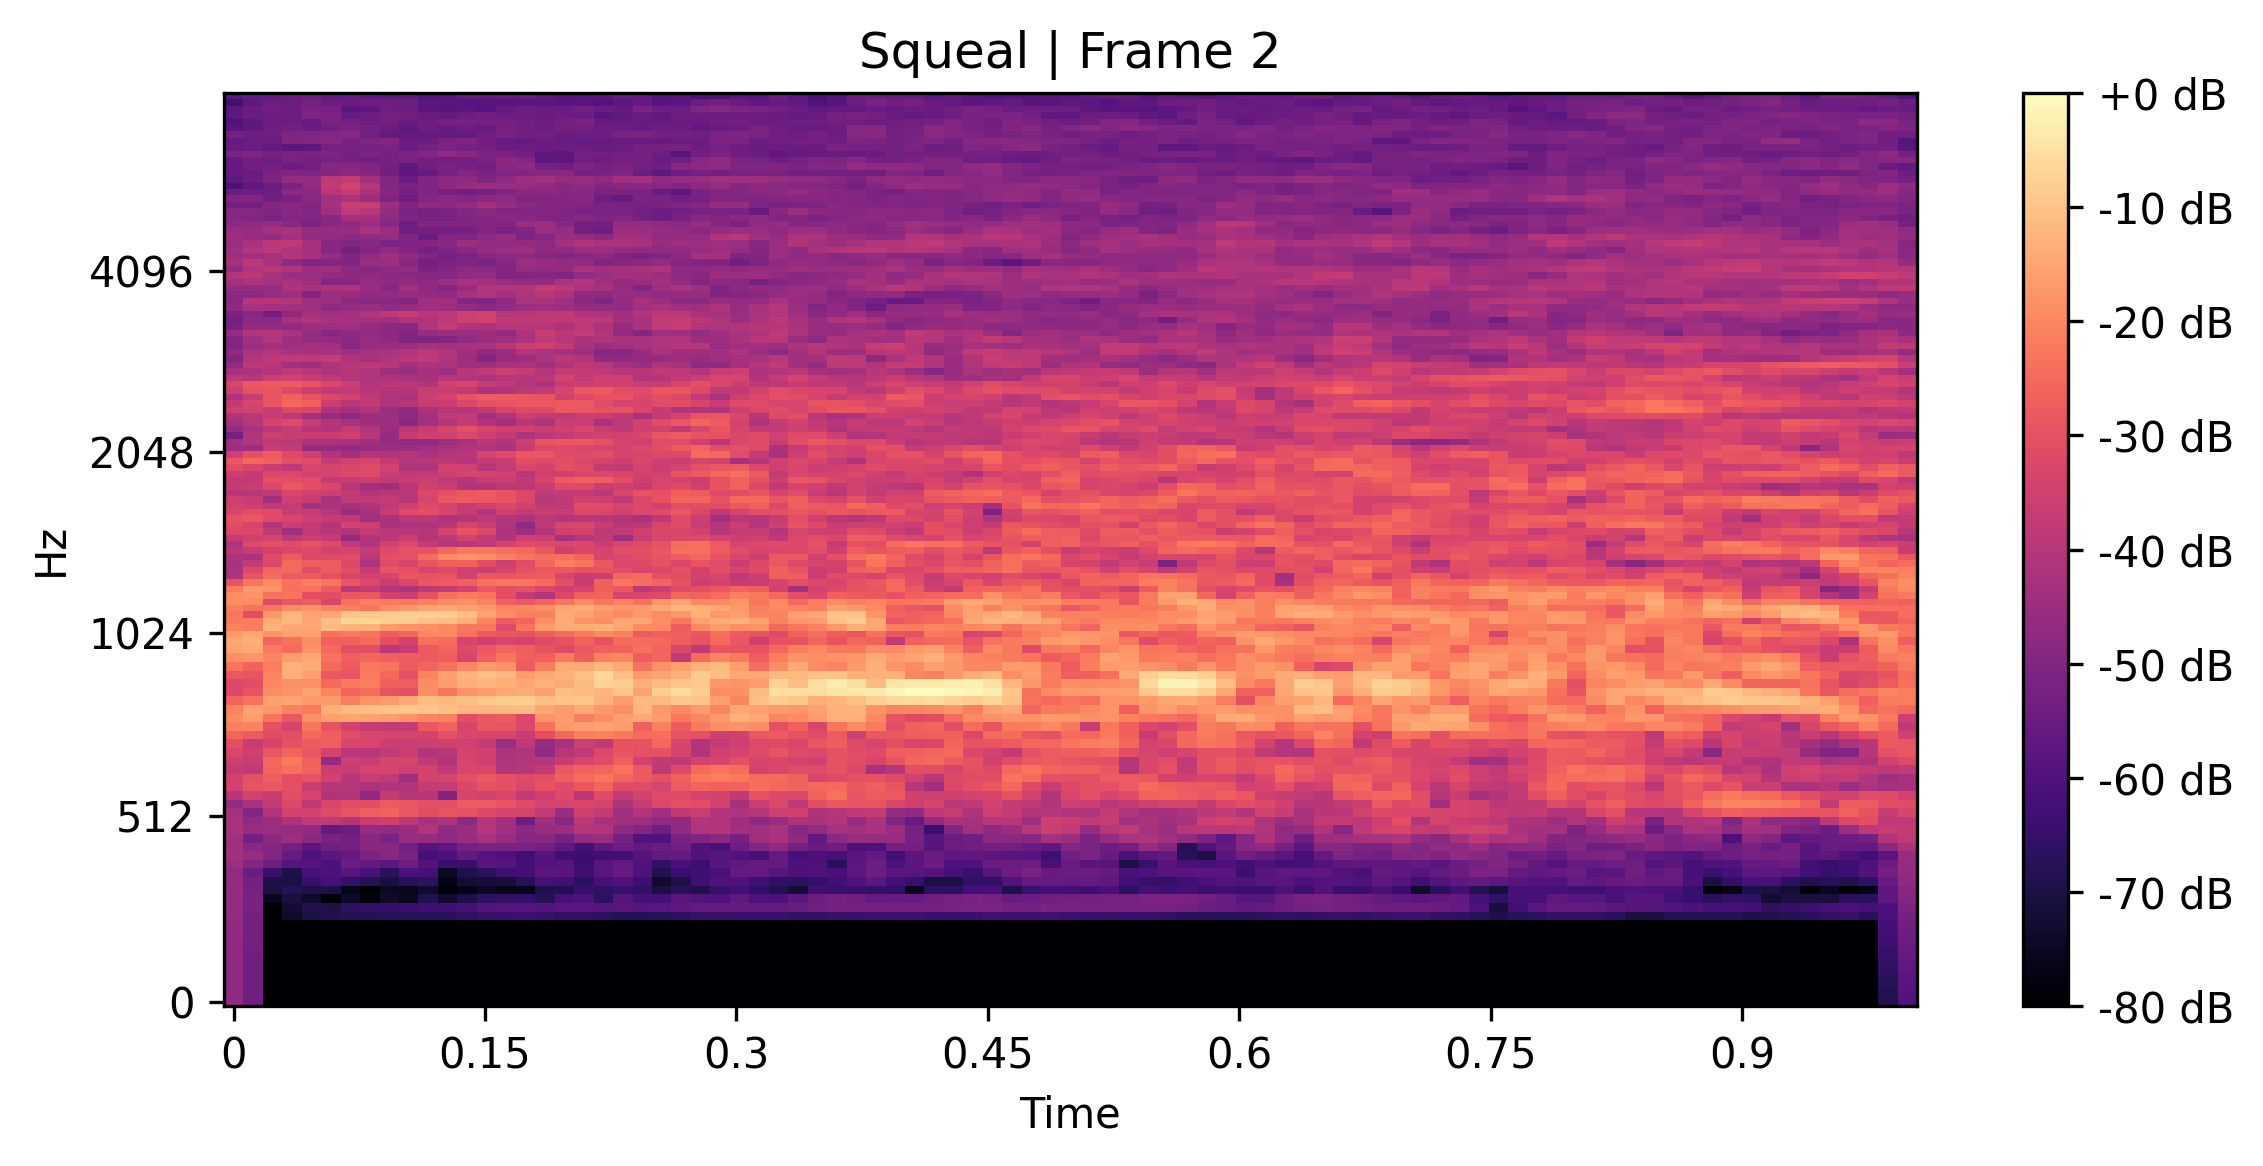 Squeal | Frame 2
+0 dB
-10 dB
-20 dB
-30 dB
-40 dB
-50 dB
-60 dB
-70 dB
-80 dB
Hz
4096
2048
1024
512
0
0 0.15 0.3 0.45 0.6 0.75 0.9
Time